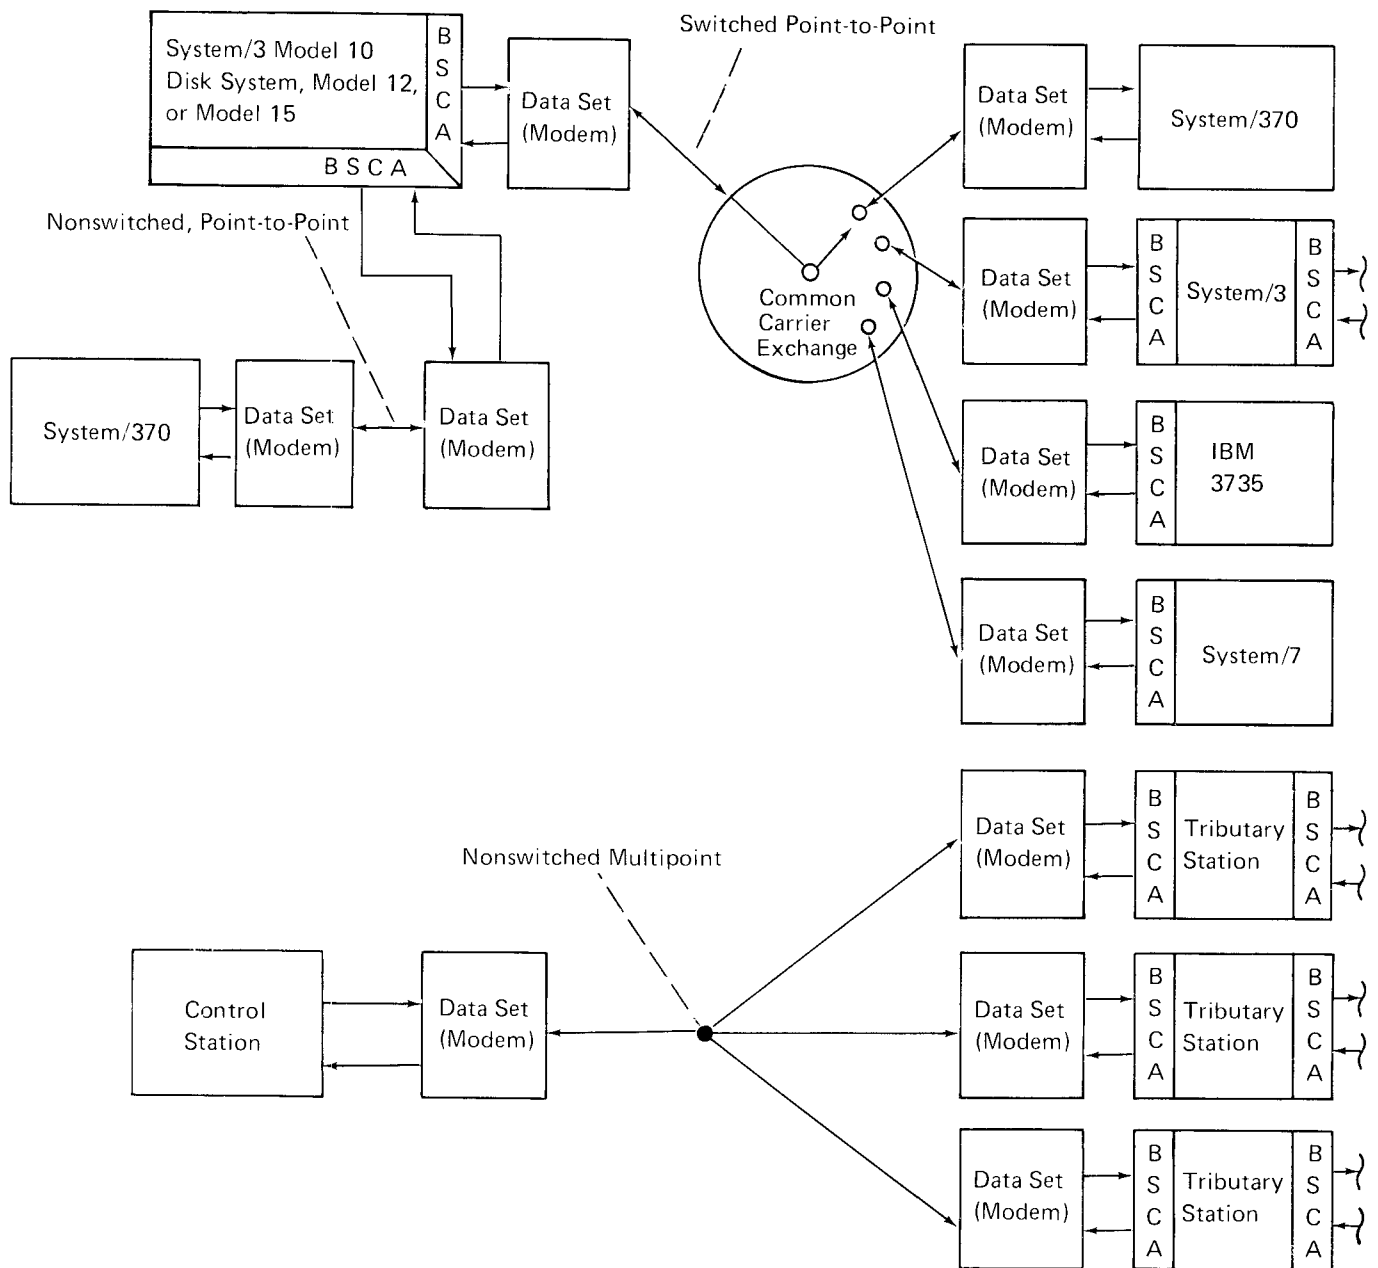 Switched Point-to-Point
System/3 Model 10
Disk System, Model 12,
or Model 15
B
S
C
A
B S C A
Data Set
(Modem)
Data Set
(Modem)
System/370
Nonswitched, Point-to-Point
Common
Carrier
Exchange
Data Set
(Modem)
B
S
C
A
System/3
B
S
C
A
System/370
Data Set
(Modem)
Data Set
(Modem)
Data Set
(Modem)
B
S
C
A
IBM
3735
Data Set
(Modem)
B
S
C
A
System/7
Nonswitched Multipoint
Data Set
(Modem)
B
S
C
A
Tributary
Station
B
S
C
A
Control
Station
Data Set
(Modem)
Data Set
(Modem)
B
S
C
A
Tributary
Station
B
S
C
A
Data Set
(Modem)
B
S
C
A
Tributary
Station
B
S
C
A